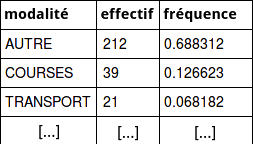 modalité effectif fréquence
AUTRE 212 0.688312
COURSES 39 0.126623
TRANSPORT 21 0.068182
[...] [...] [...]